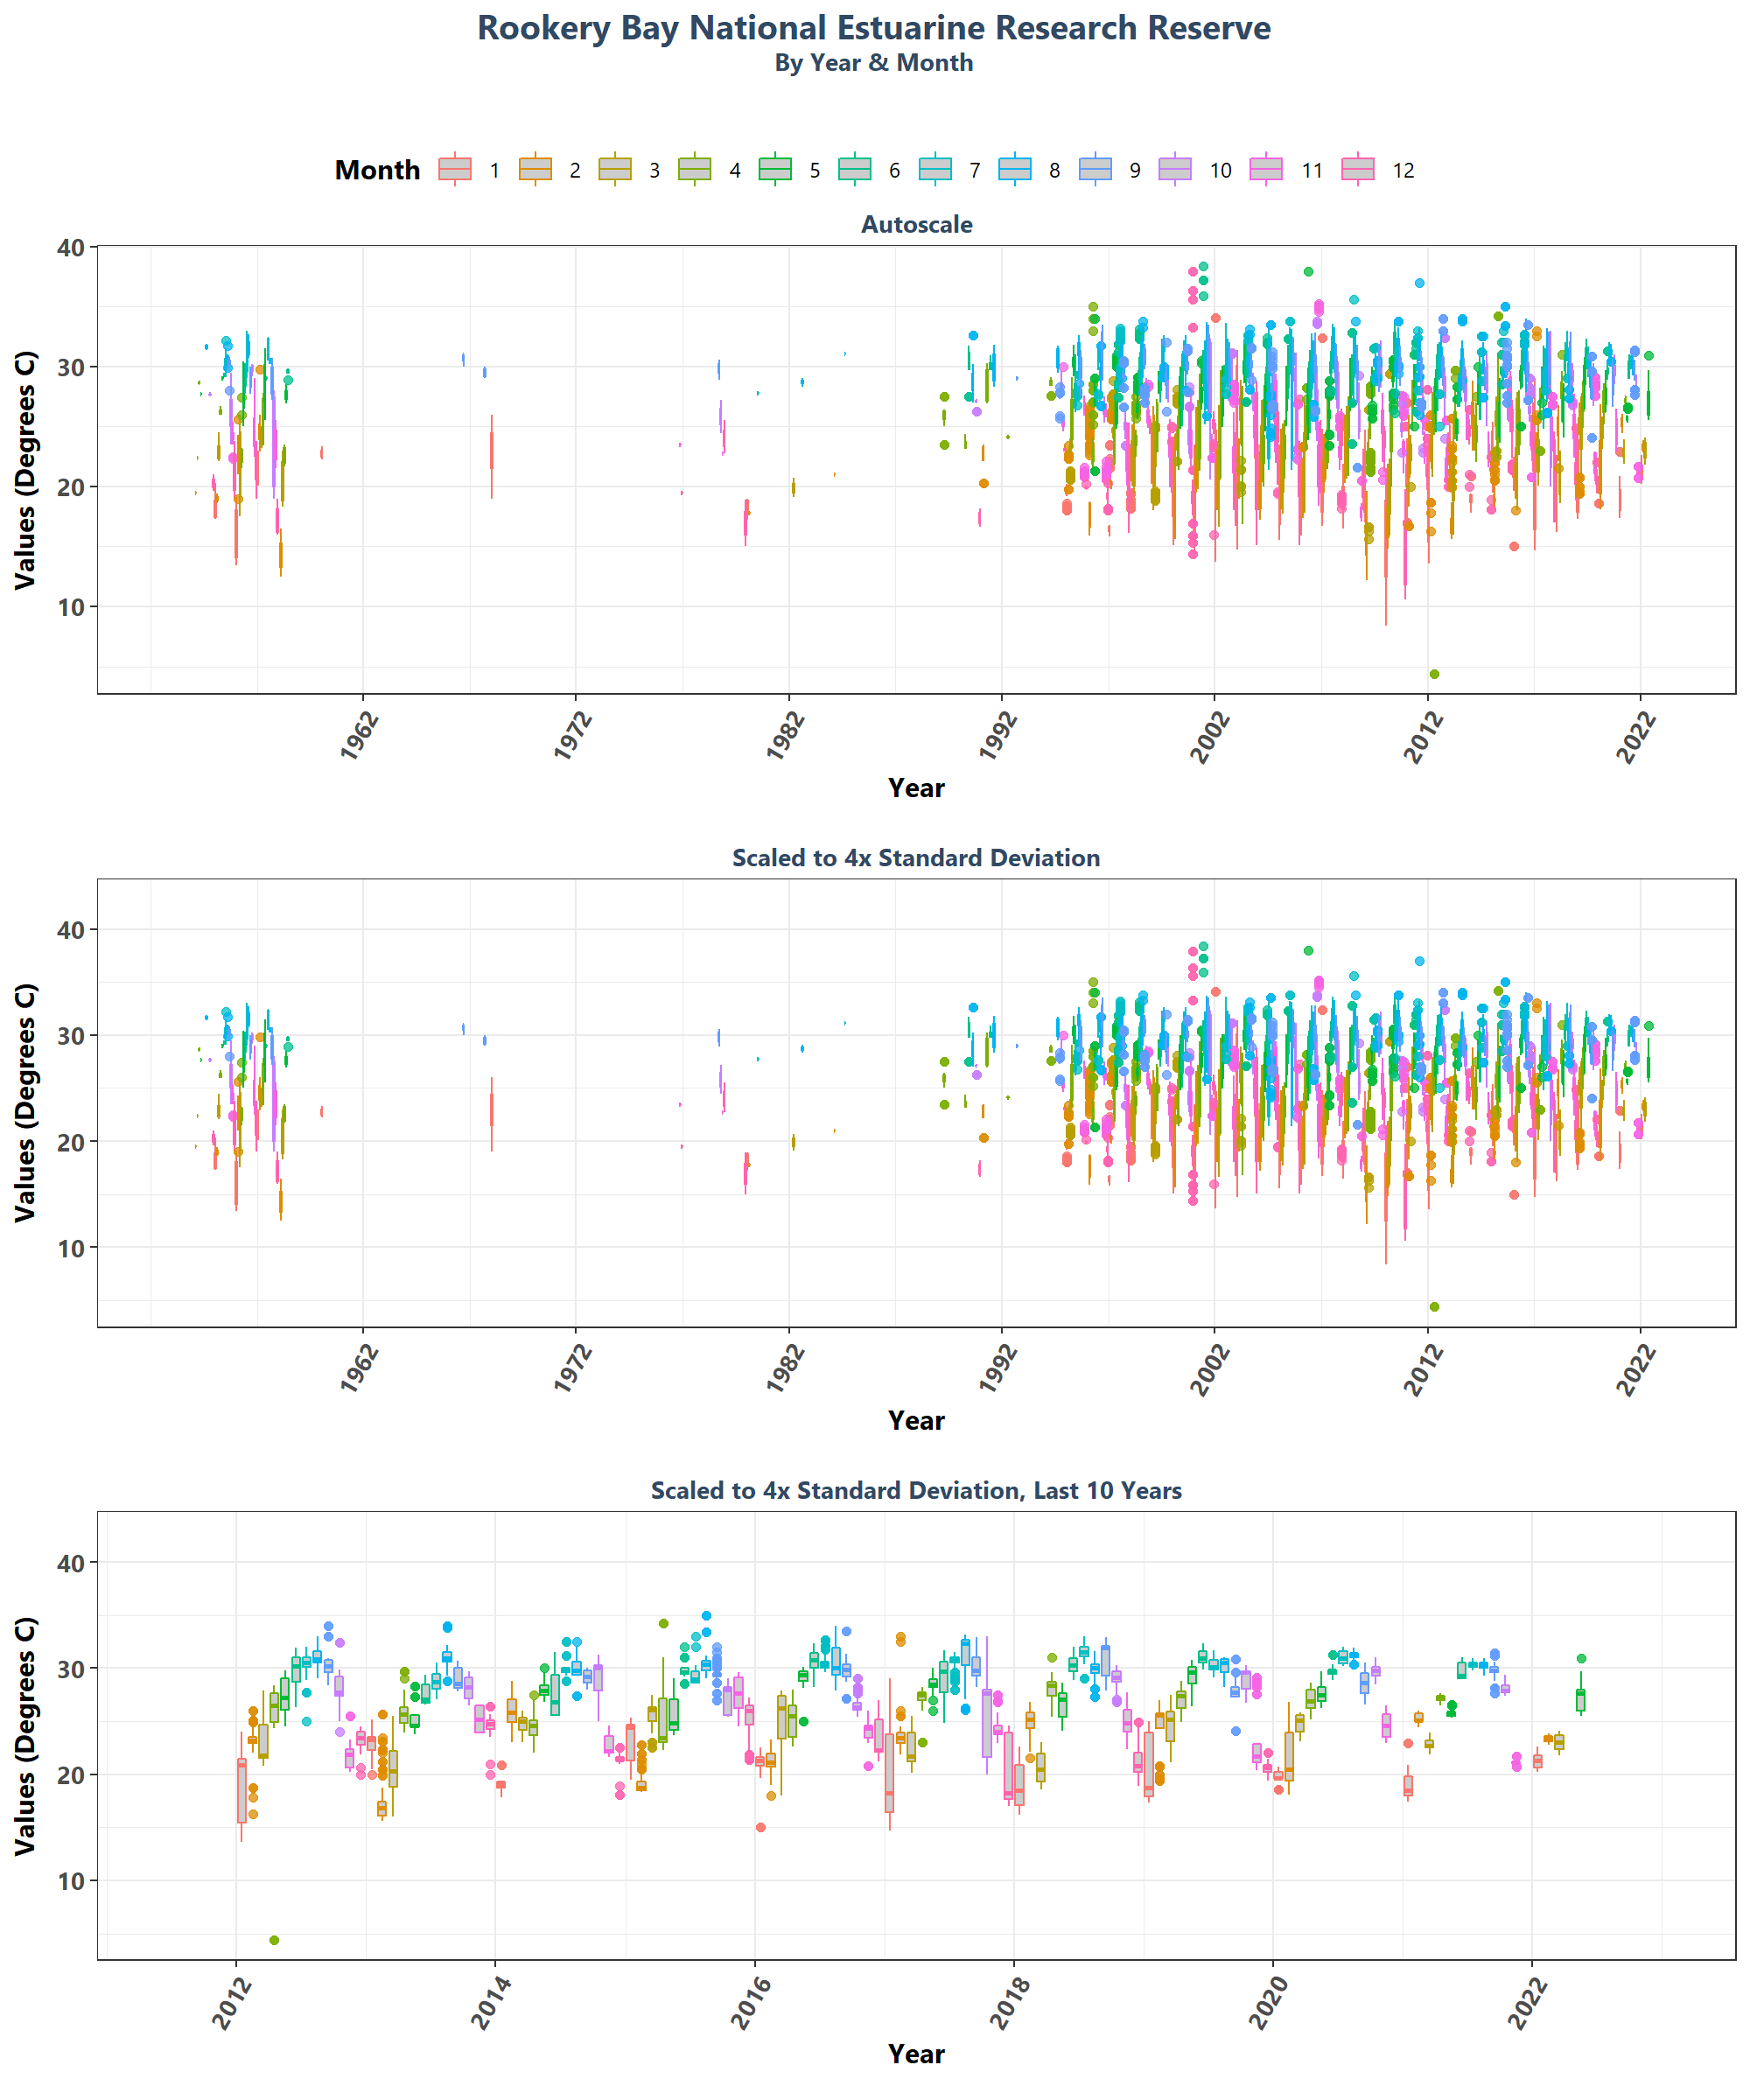 Rookery Bay National Estuarine Research Reserve
By Year & Month
Month 1 2 3 4 5 6 7 8 9 10 11 12
Autoscale
Values (Degrees C)
40
30
20
10
1962 1972 1982 1992 2002 2012 2022
Year
Scaled to 4x Standard Deviation
Values (Degrees C)
40
30
20
10
1962 1972 1982 1992 2002 2012 2022
Year
Scaled to 4x Standard Deviation, Last 10 Years
Values (Degrees C)
40
30
20
10
2012 2014 2016 2018 2020 2022
Year